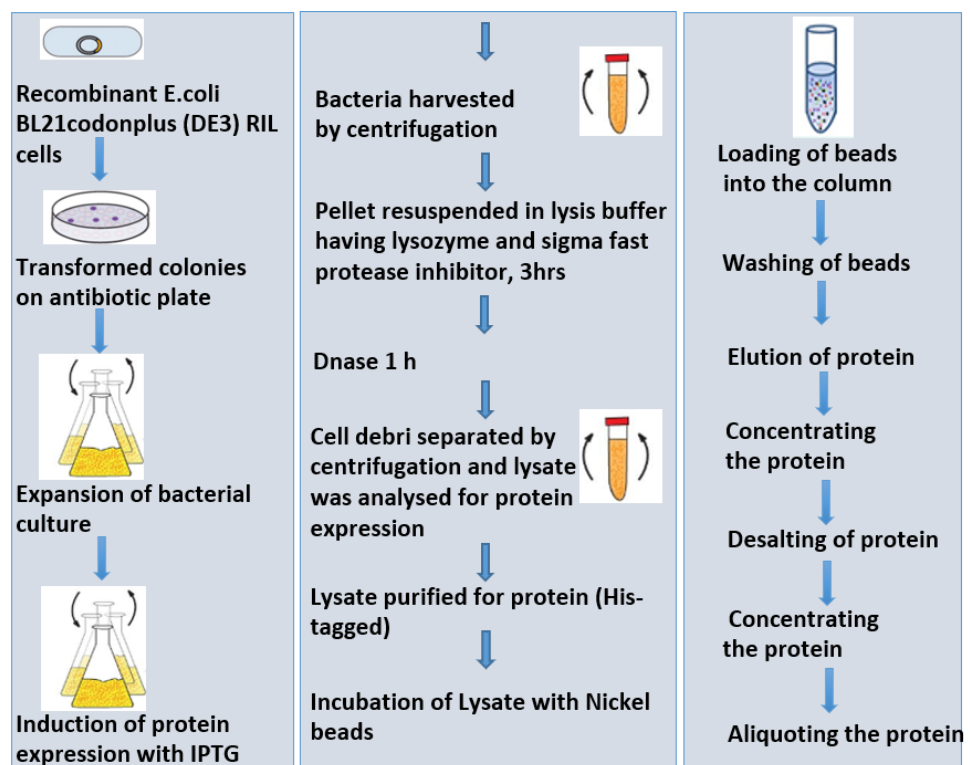 Recombinant E.coli
BL21codonplus (DE3) RIL
cells
Transformed colonies
on antibiotic plate
Expansion of bacterial
culture
Induction of protein
expression with IPTG
Bacteria harvested
by centrifugation
Pellet resuspended in lysis buffer
having lysozyme and sigma fast
protease inhibitor, 3hrs
Dnase 1 h
Cell debri separated by
centrifugation and lysate
was analysed for protein
expression
Lysate purified for protein (His-
tagged)
Incubation of Lysate with Nickel
beads
Loading of beads
into the column
Washing of beads
Elution of protein
Concentrating
the protein
Desalting of protein
Concentrating
the protein
Aliquoting the protein